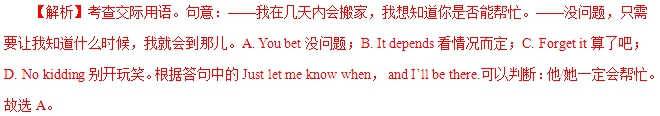 【解析】考查交际用语。句意：——我在几天内会搬家，我想知道你是否能帮忙。——没问题，只需
要让我知道什么时候，我就会到那儿。A. You bet 没问题；B. It depends 看情况而定；C. Forget it 算了吧；
D. No kidding 别开玩笑。根据答句中的 Just let me know when， and I’ll be there.可以判断：他/她一定会帮忙。
故选 A。